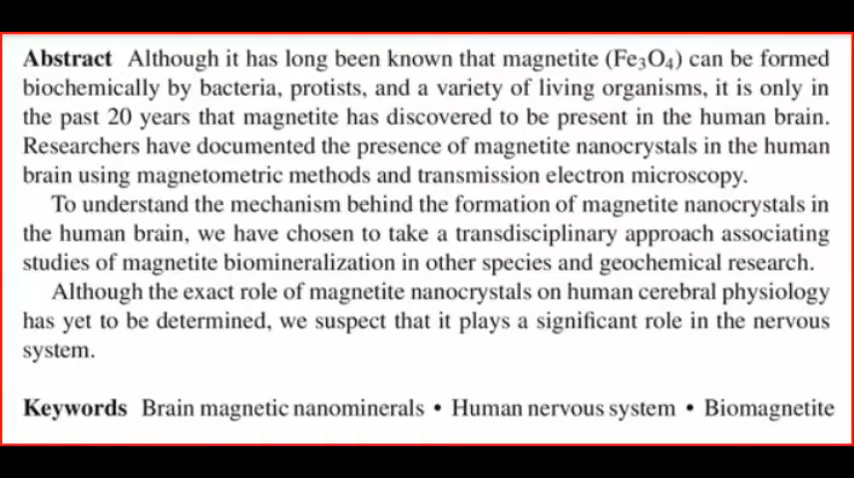 Abstract Although it has long been known that magnetite (Fe₃O₄) can be formed
biochemically by bacteria, protists, and a variety of living organisms, it is only in
the past 20 years that magnetite has discovered to be present in the human brain.
Researchers have documented the presence of magnetite nanocrystals in the human
brain using magnetometric methods and transmission electron microscopy.
To understand the mechanism behind the formation of magnetite nanocrystals in
the human brain, we have chosen to take a transdisciplinary approach associating
studies of magnetite biomineralization in other species and geochemical research.
Although the exact role of magnetite nanocrystals on human cerebral physiology
has yet to be determined, we suspect that it plays a significant role in the nervous
system.
Keywords Brain magnetic nanominerals • Human nervous system • Biomagnetite